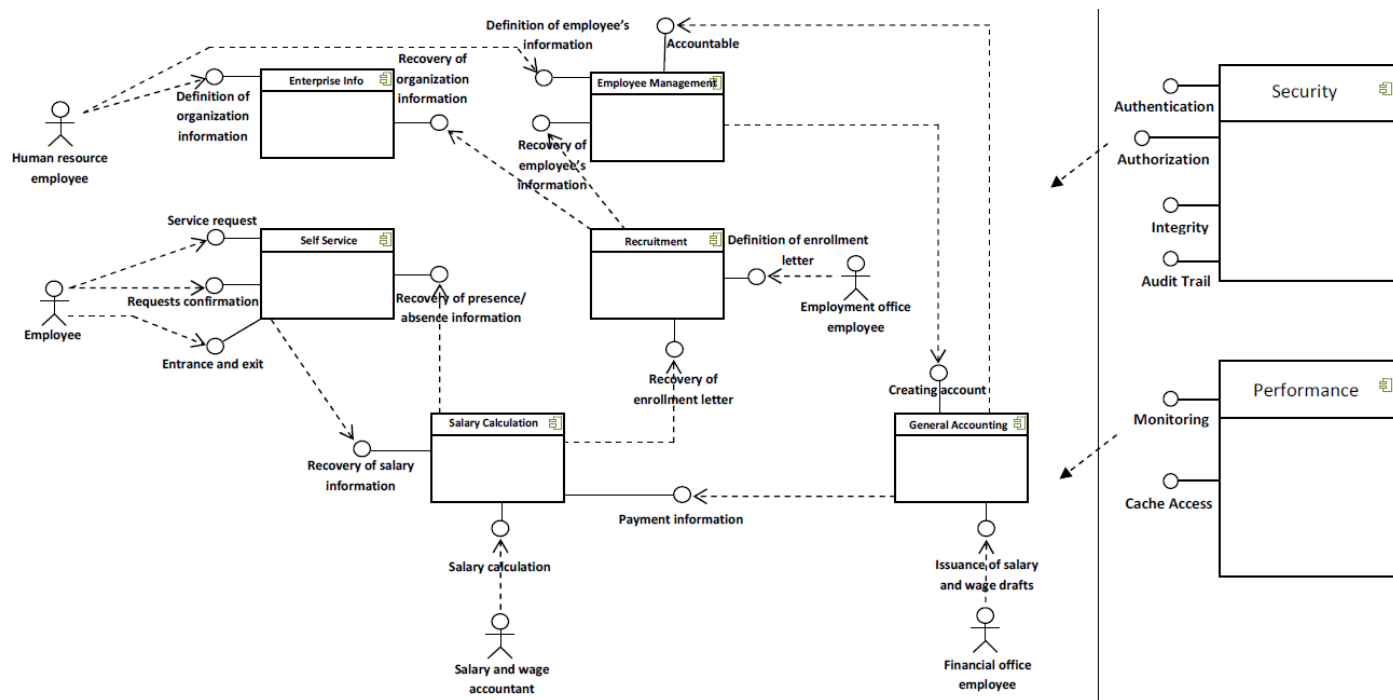 Definition of employee's
information
Accountable
Recovery of
organization
information
Enterprise Info
Employee Management
Definition of
organization
information
Human resource
employee
Recovery of
employee's
information
Service request
Self Service
Recruitment
Definition of enrollment
letter
Requests confirmation
Recovery of presence/
absence information
Employee
Employment office
employee
Entrance and exit
Recovery of
enrollment letter
Creating account
Salary Calculation
General Accounting
Recovery of salary
information
Payment information
Salary calculation
Issuance of salary
and wage drafts
Salary and wage
accountant
Financial office
employee
Security
Authentication
Authorization
Integrity
Audit Trail
Performance
Monitoring
Cache Access